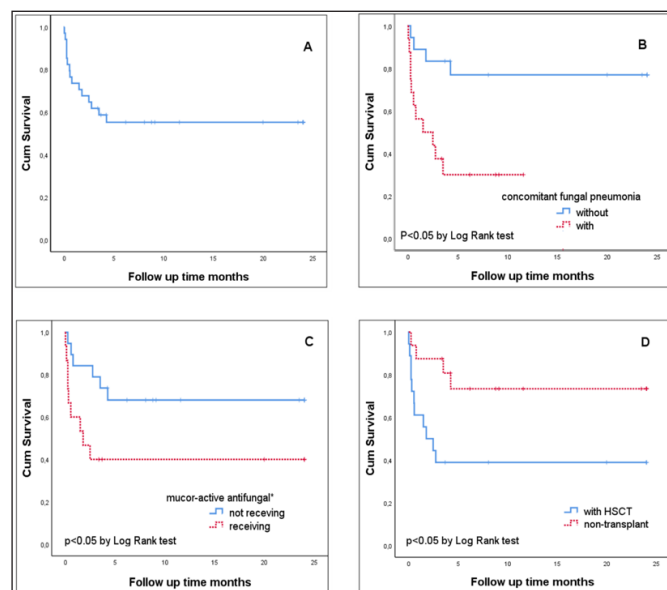 A
Cum Survival
1,0
0,8
0,6
0,4
0,2
0,0
0
5
10
15
20
25
Follow up time months
B
Cum Survival
1,0
0,8
0,6
0,4
0,2
0,0
concomitant fungal pneumonia
without
with
P<0.05 by Log Rank test
0
5
10
15
20
25
Follow up time months
C
Cum Survival
1,0
0,8
0,6
0,4
0,2
0,0
mucor-active antifungal*
not receving
receiving
p<0.05 by Log Rank test
0
5
10
15
20
25
Follow up time months
D
Cum Survival
1,0
0,8
0,6
0,4
0,2
0,0
with HSCT
non-transplant
p<0.05 by Log Rank test
0
5
10
15
20
25
Follow up time months